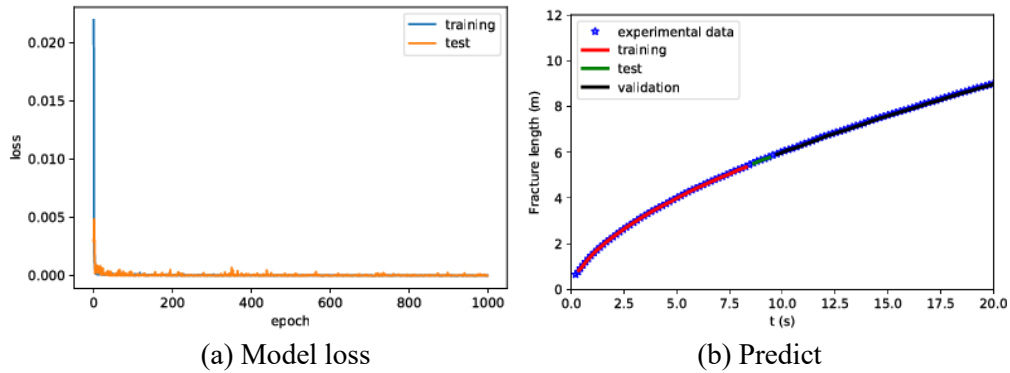 training
test
0.020
0.015
0.010
0.005
0.000
loss
0
200
400
600
800
1000
epoch
(a) Model loss
experimental data
training
test
validation
12
10
8
6
4
2
0
Fracture length (m)
0.0
2.5
5.0
7.5
10.0
12.5
15.0
17.5
20.0
t (s)
(b) Predict